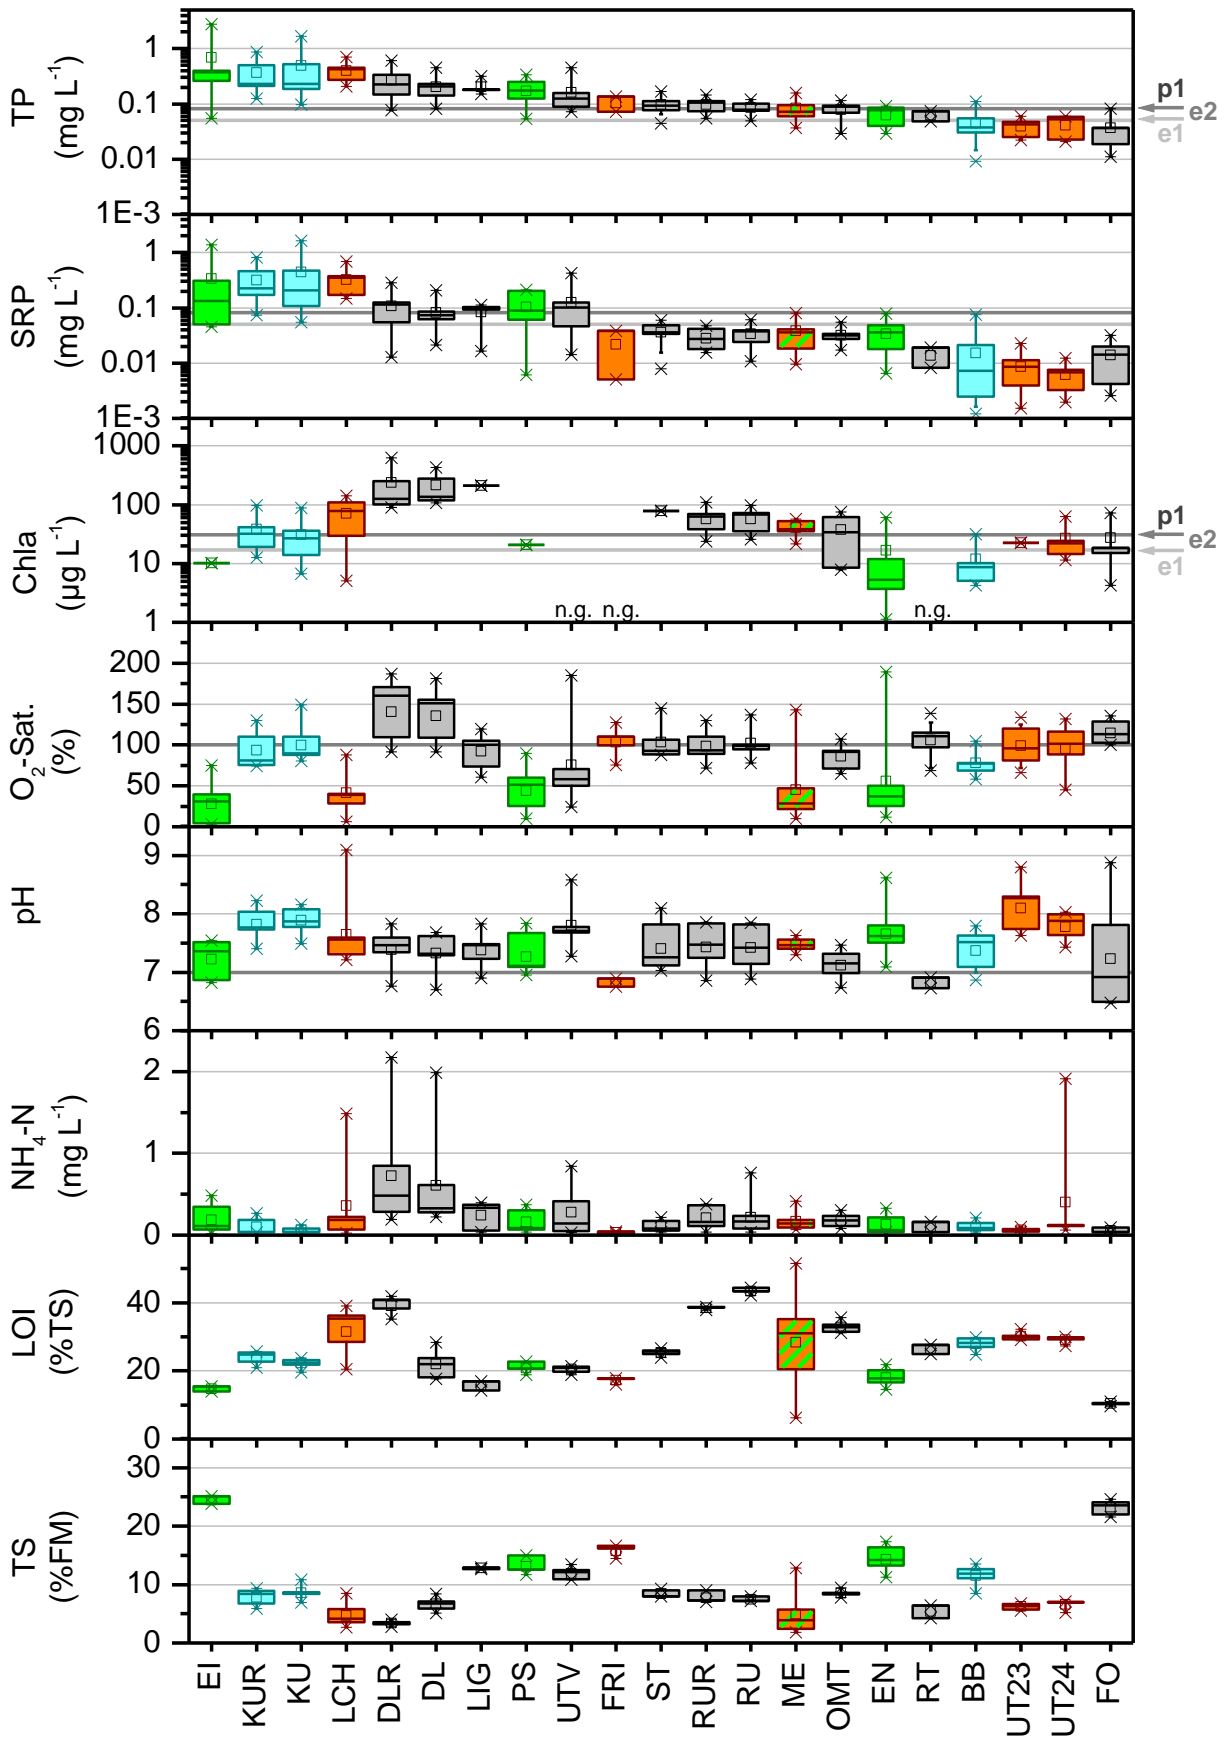 TP
(mg L⁻¹)
1
0.1
0.01
1E-3
p1
e2
e1
SRP
(mg L⁻¹)
1
0.1
0.01
1E-3
Chla
(µg L⁻¹)
1000
100
10
1
n.g. n.g. n.g.
p1
e2
e1
O₂-Sat.
(%)
200
150
100
50
0
pH
9
8
7
6
NH₄-N
(mg L⁻¹)
2
1
0
LOI
(%TS)
40
20
0
TS
(%FM)
30
20
10
0
EI KUR KU LCH DLR DL LIG PS UTV FRI ST RUR RU ME OMT EN RT BB UT23 UT24 FO